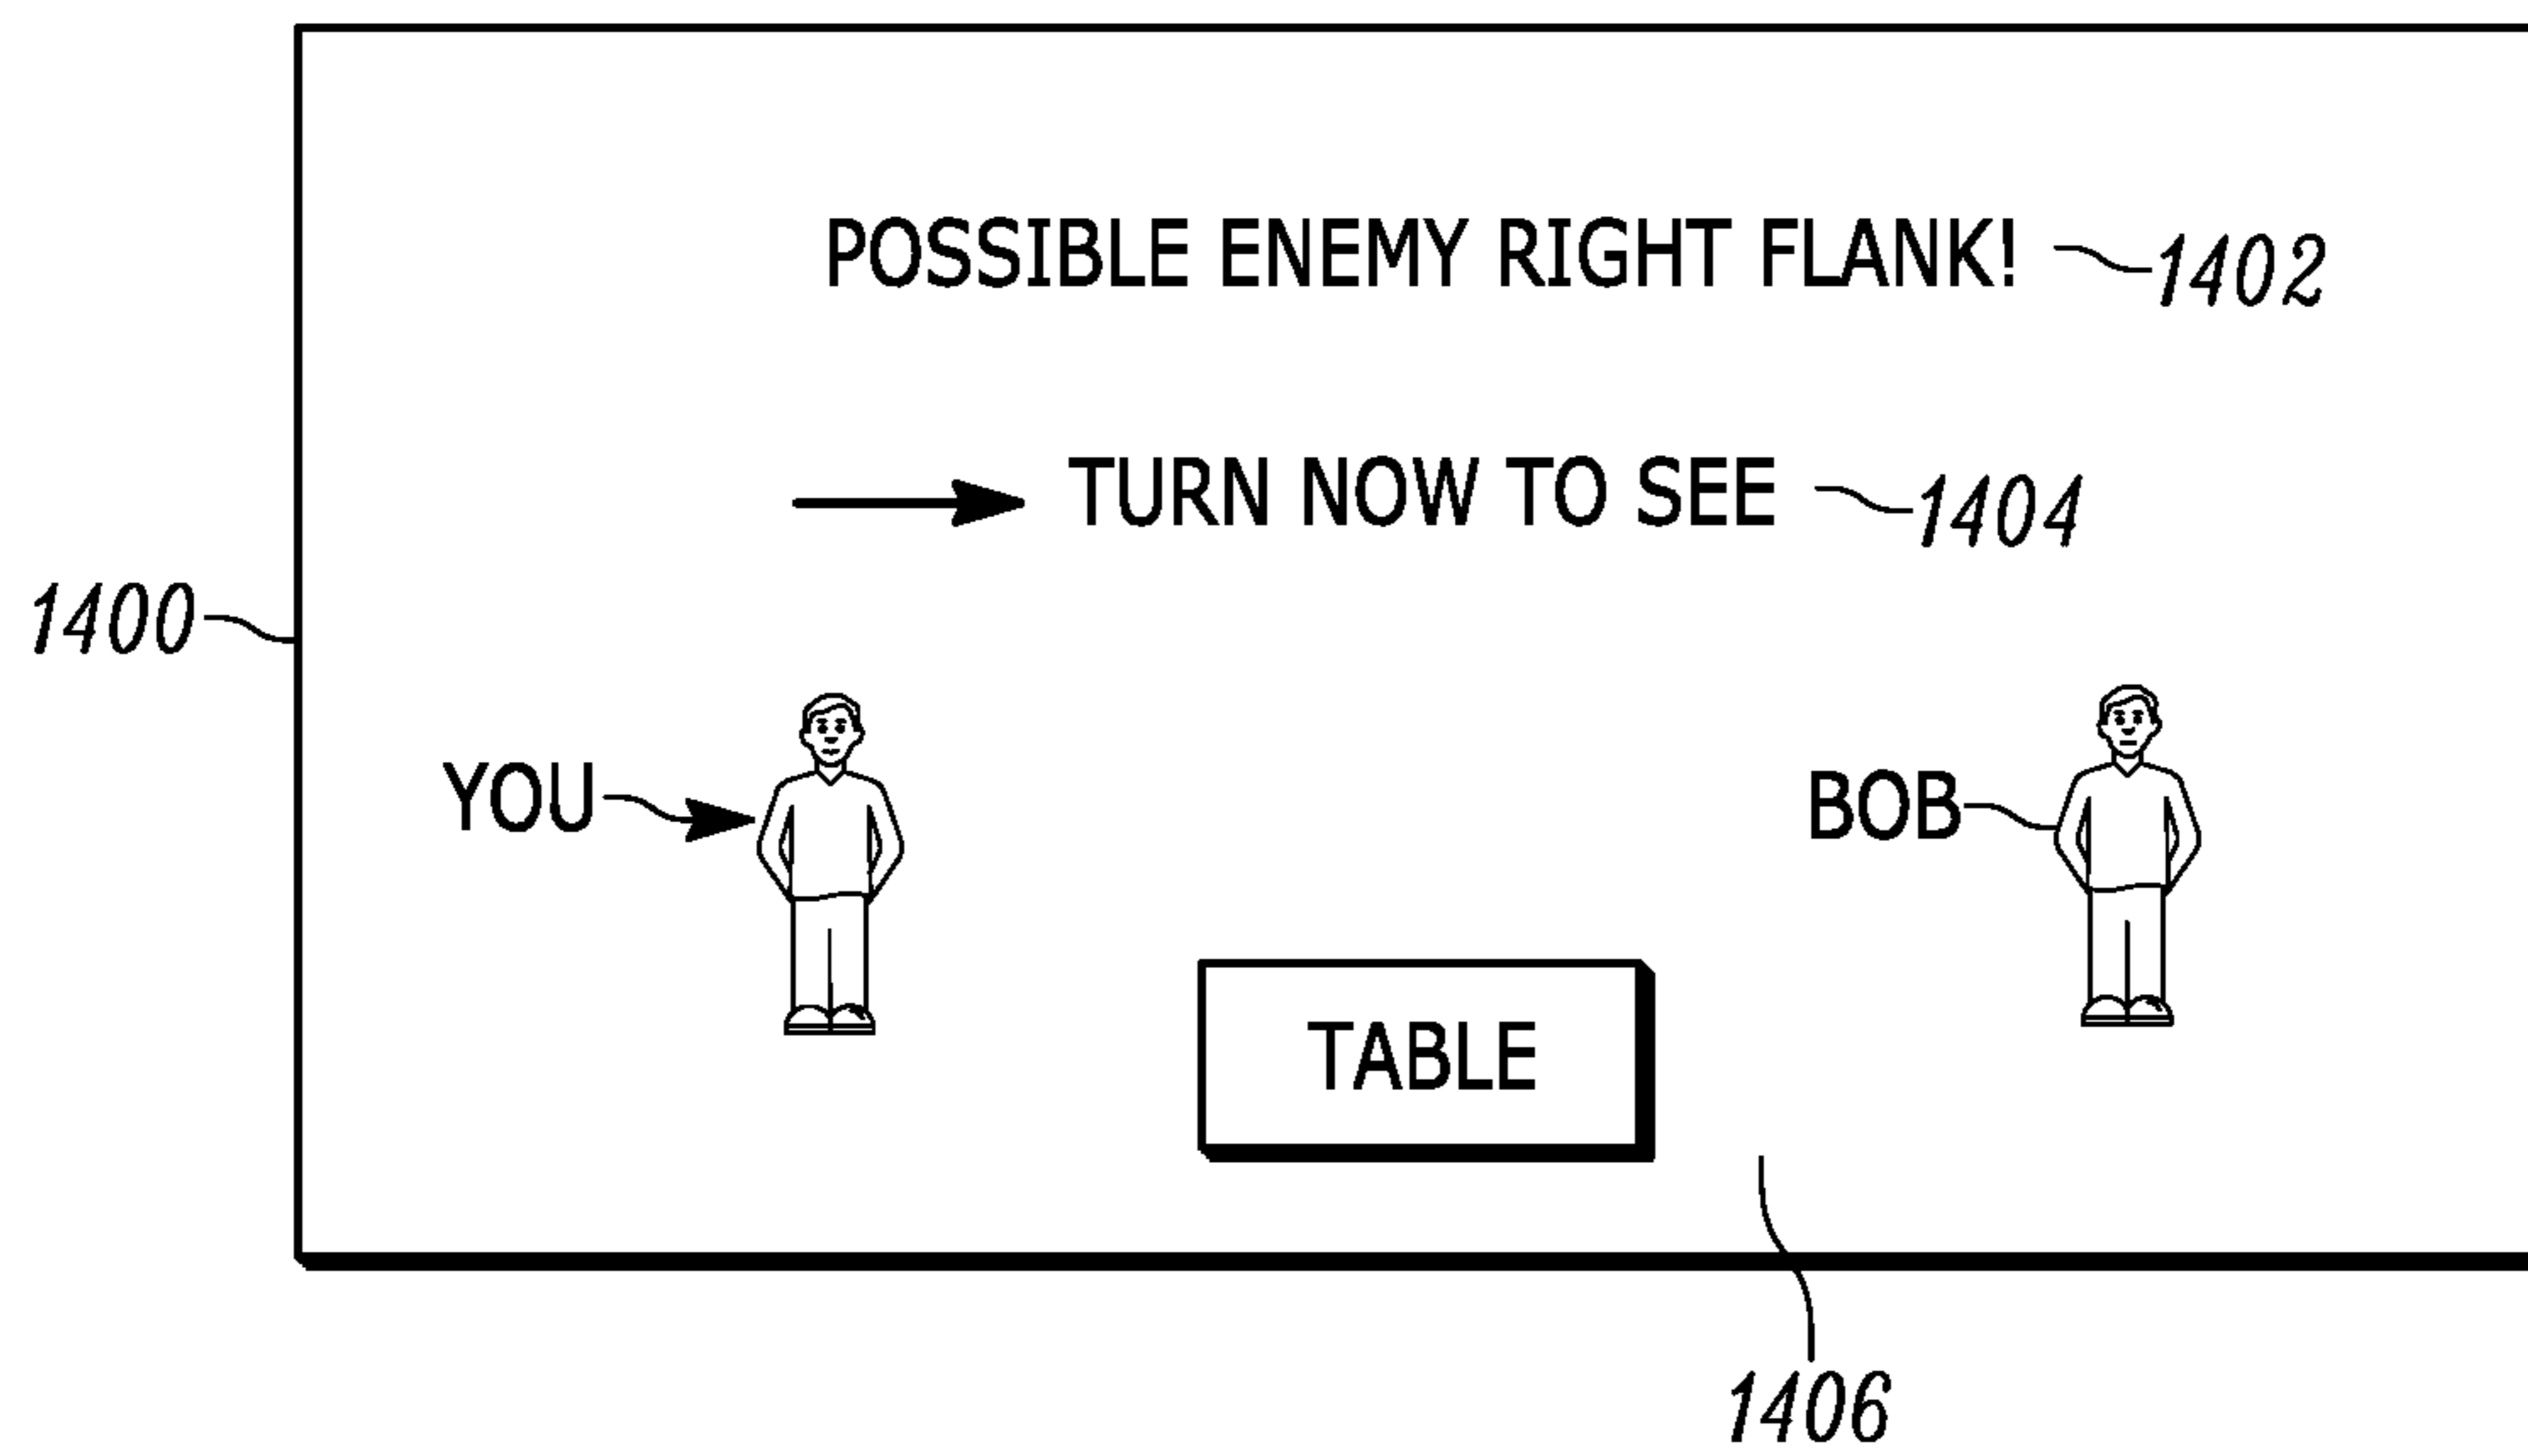 POSSIBLE ENEMY RIGHT FLANK! 1402
TURN NOW TO SEE 1404
1400
YOU
BOB
TABLE
1406